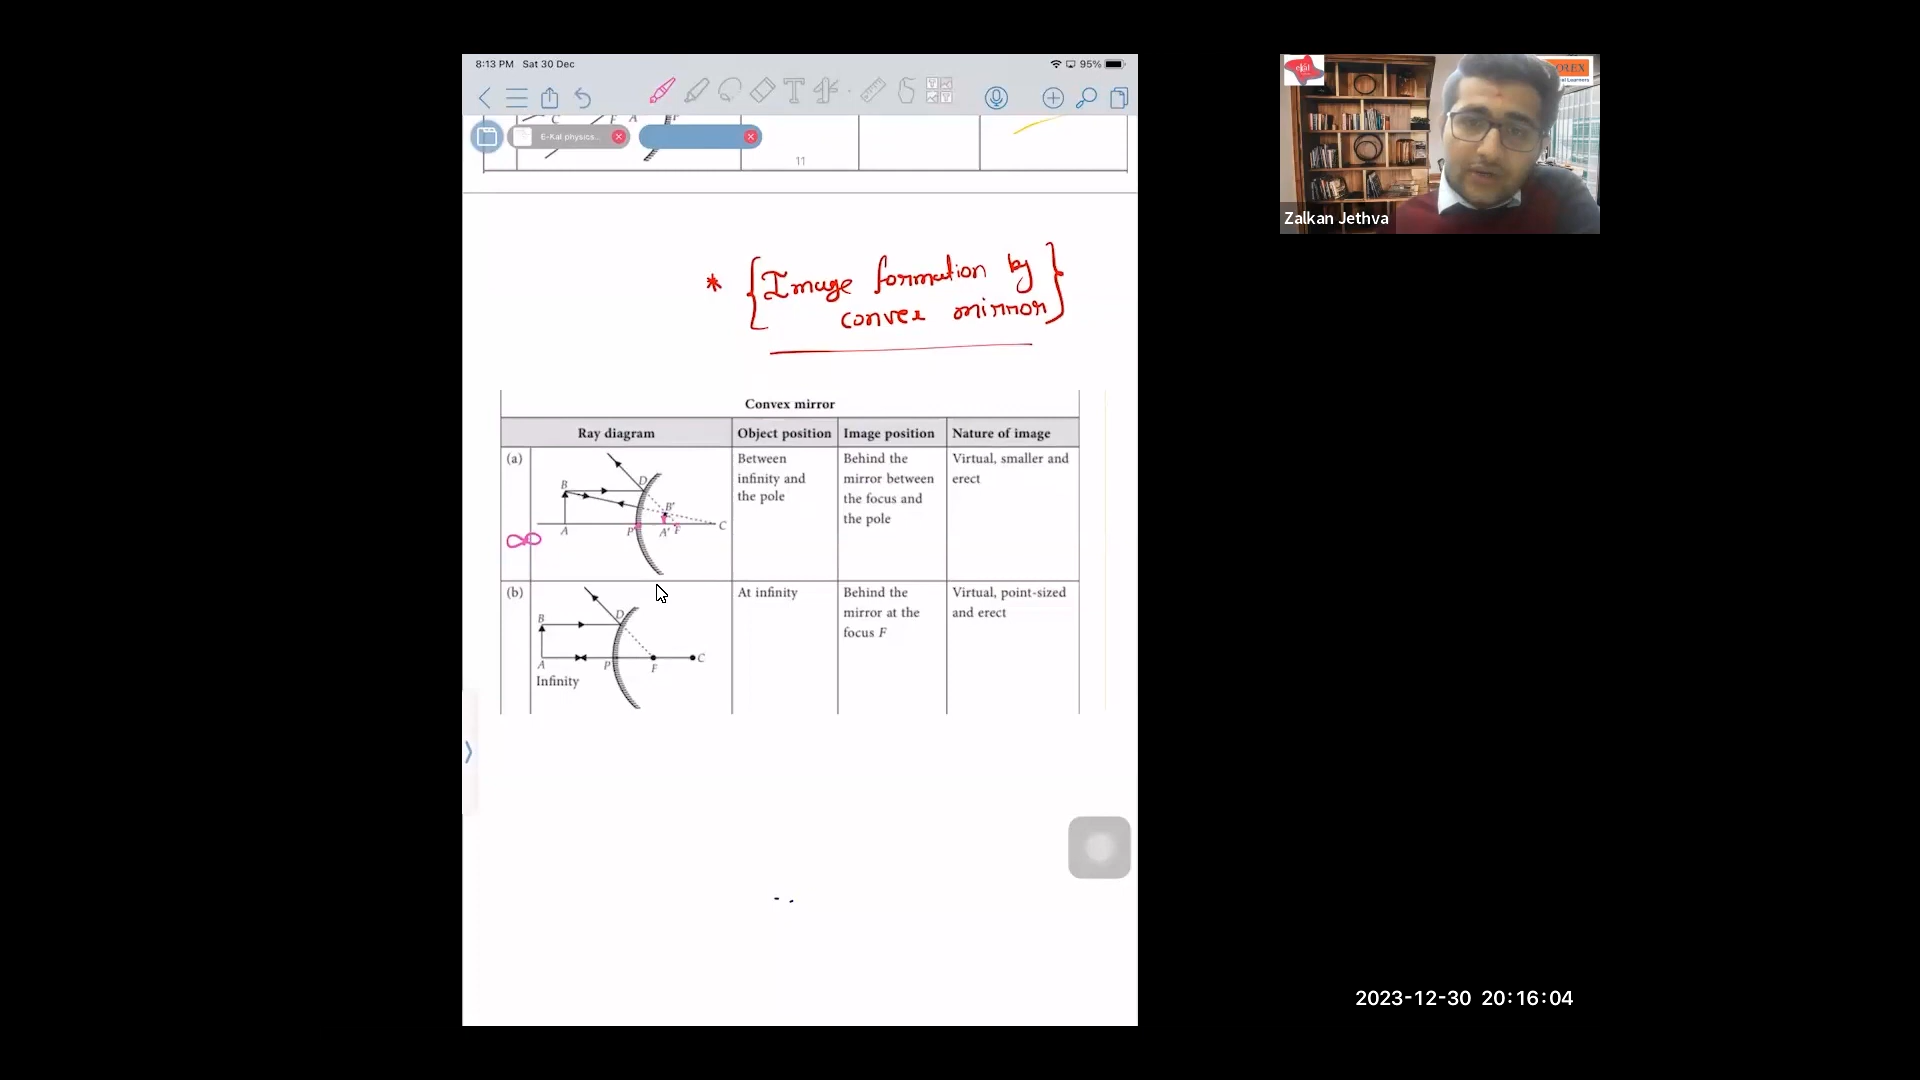 8:13 PM Sat 30 Dec
95%
C F A P
E-Kal physics...
11
* {Image formation by
convex mirror}
Convex mirror
Ray diagram Object position Image position Nature of image
(a) Between Behind the Virtual, smaller and
infinity and mirror between erect
the pole the focus and
the pole
D
B
B'
A P A' F C
∞
(b) At infinity Behind the Virtual, point-sized
mirror at the and erect
focus F
D
B
A P F C
Infinity
ekal
Zalkan Jethva
2023-12-30 20:16:04